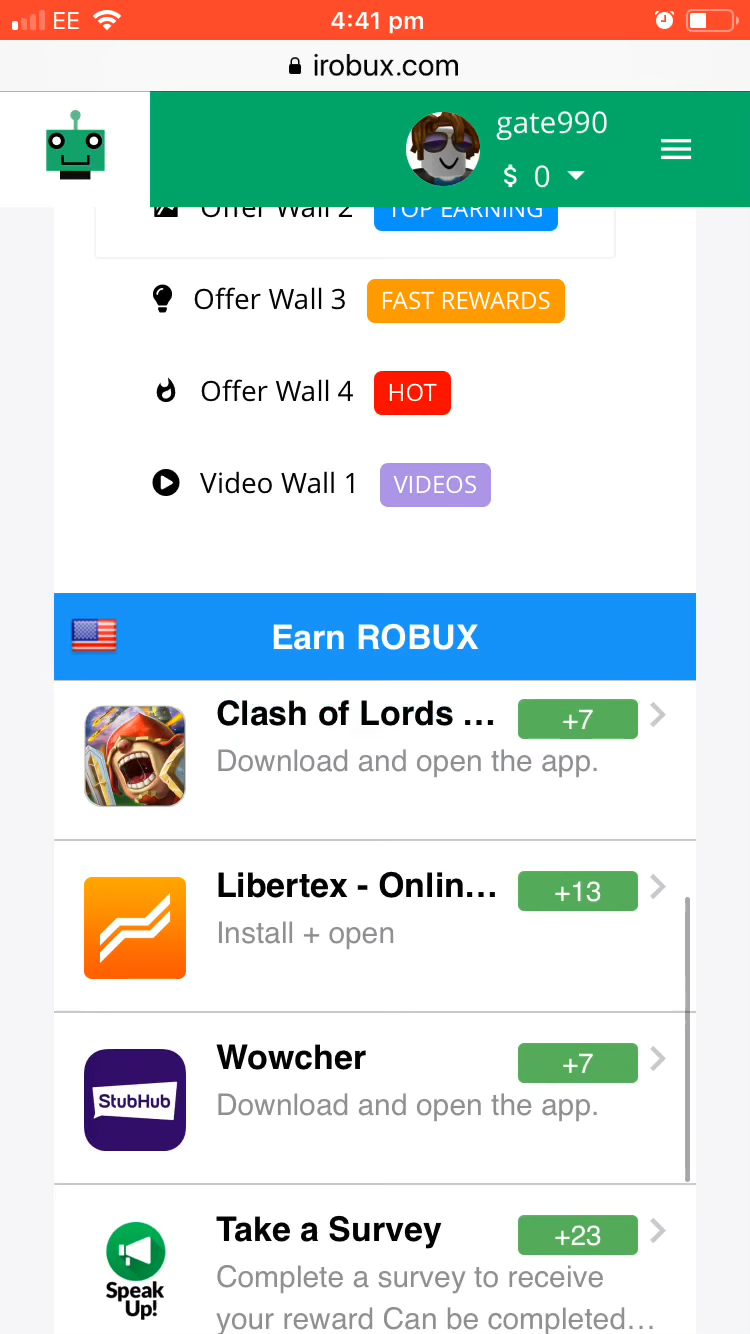 EE
4:41 pm
irobux.com
gate990
$ 0
Offer Wall 2 TOP EARNING
Offer Wall 3 FAST REWARDS
Offer Wall 4 HOT
Video Wall 1 VIDEOS
Earn ROBUX
Clash of Lords ... +7
Download and open the app.
Libertex - Onlin... +13
Install + open
Wowcher +7
StubHub
Download and open the app.
Take a Survey +23
Speak
Up!
Complete a survey to receive
your reward Can be completed...